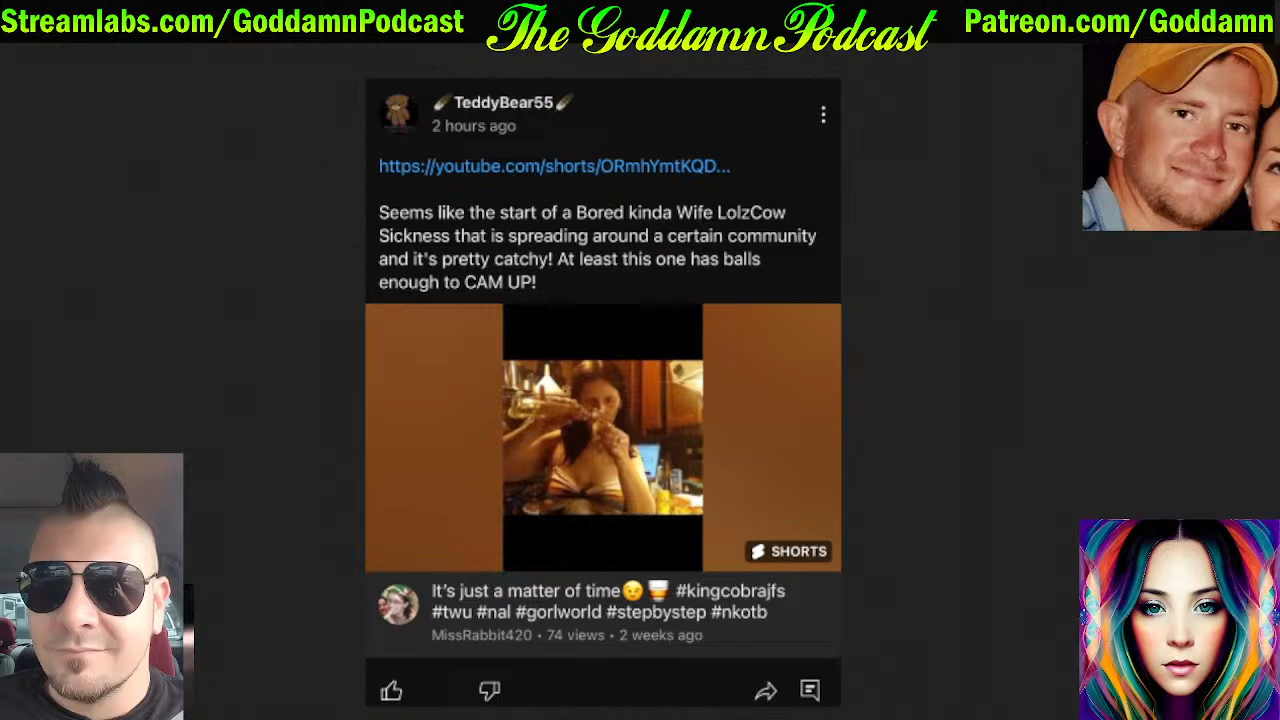 Streamlabs.com/GoddamnPodcast
The Goddamn Podcast
Patreon.com/Goddamn
TeddyBear55
2 hours ago
https://youtube.com/shorts/ORmhYmtKQD...
Seems like the start of a Bored kinda Wife LolzCow
Sickness that is spreading around a certain community
and it's pretty catchy! At least this one has balls
enough to CAM UP!
SHORTS
It's just a matter of time😉🥃 #kingcobrajfs
#twu #nal #gorlworld #stepbystep #nkotb
MissRabbit420 • 74 views • 2 weeks ago